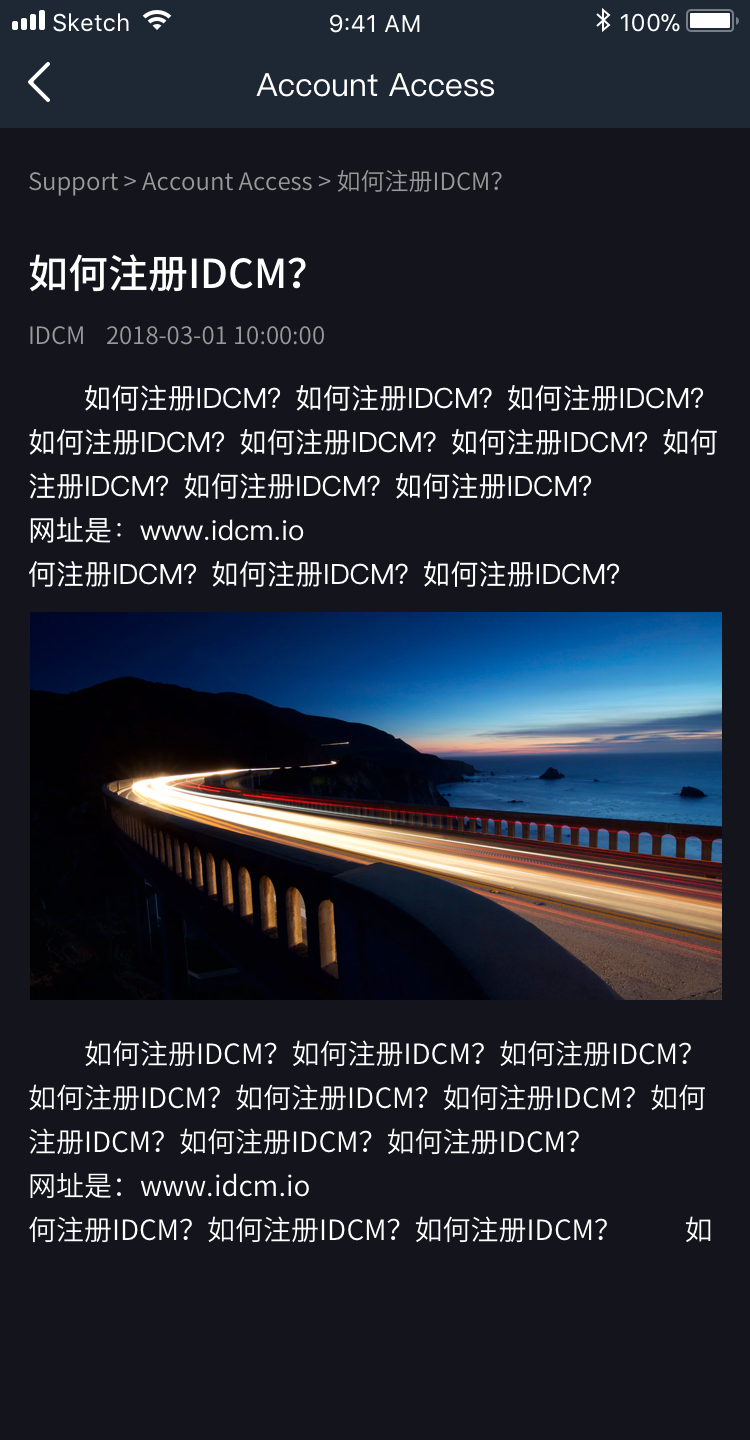 Sketch 9:41 AM 100%
Account Access
Support > Account Access > 如何注册IDCM？
如何注册IDCM？
IDCM 2018-03-01 10:00:00
如何注册IDCM？如何注册IDCM？如何注册IDCM？
如何注册IDCM？如何注册IDCM？如何注册IDCM？如何
注册IDCM？如何注册IDCM？如何注册IDCM？
网址是：www.idcm.io
何注册IDCM？如何注册IDCM？如何注册IDCM？
如何注册IDCM？如何注册IDCM？如何注册IDCM？
如何注册IDCM？如何注册IDCM？如何注册IDCM？如何
注册IDCM？如何注册IDCM？如何注册IDCM？
网址是：www.idcm.io
何注册IDCM？如何注册IDCM？如何注册IDCM？ 如